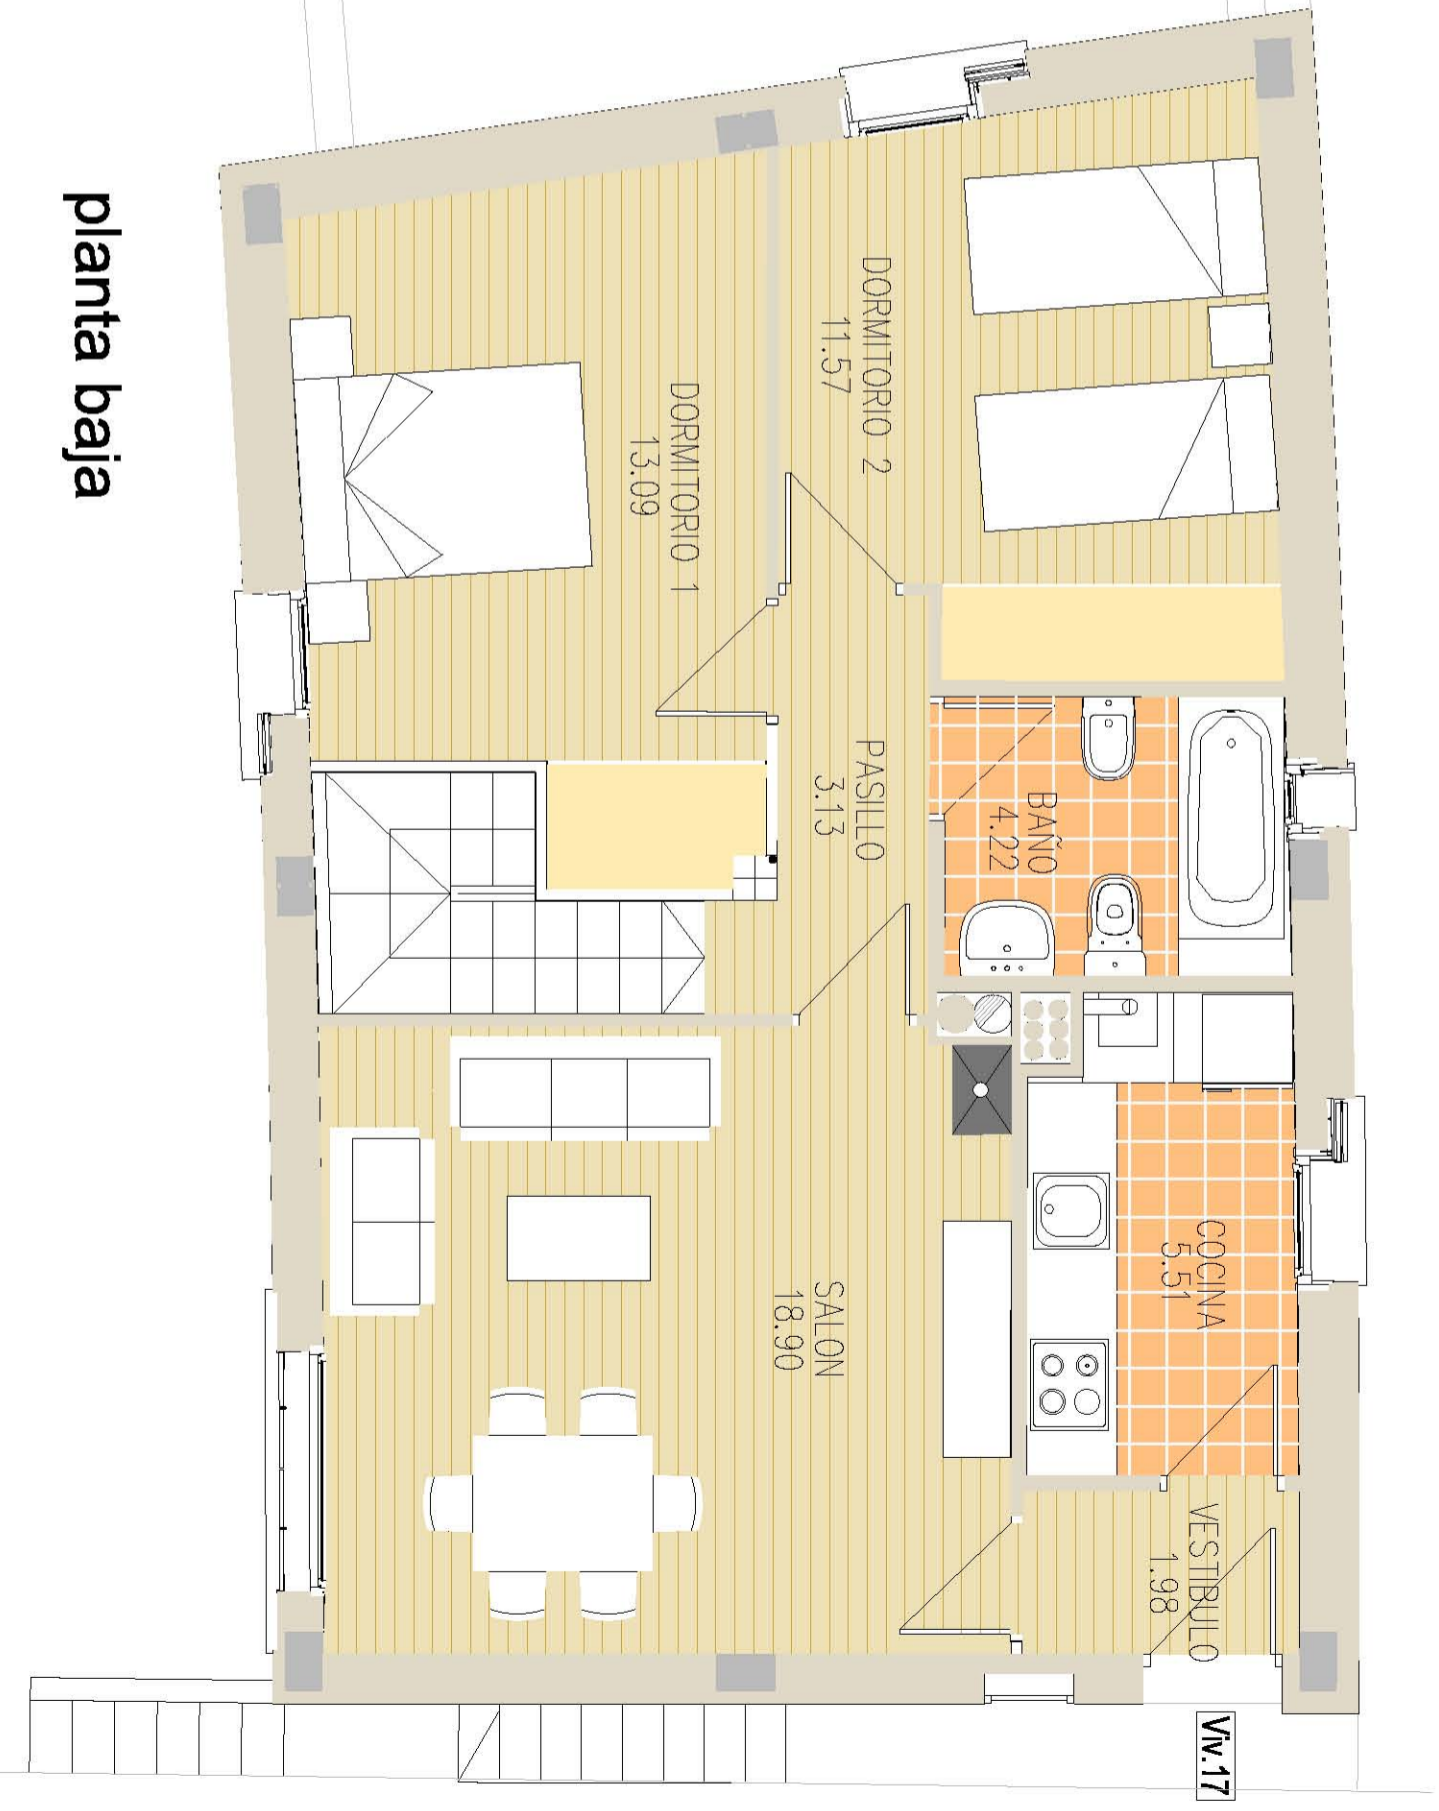 DORMITORIO 2
11.57
DORMITORIO 1
13.09
PASILLO
3.13
BAÑO
4.22
COCINA
5.51
SALON
18.90
VESTIBULO
1.98
Viv.17
planta baja